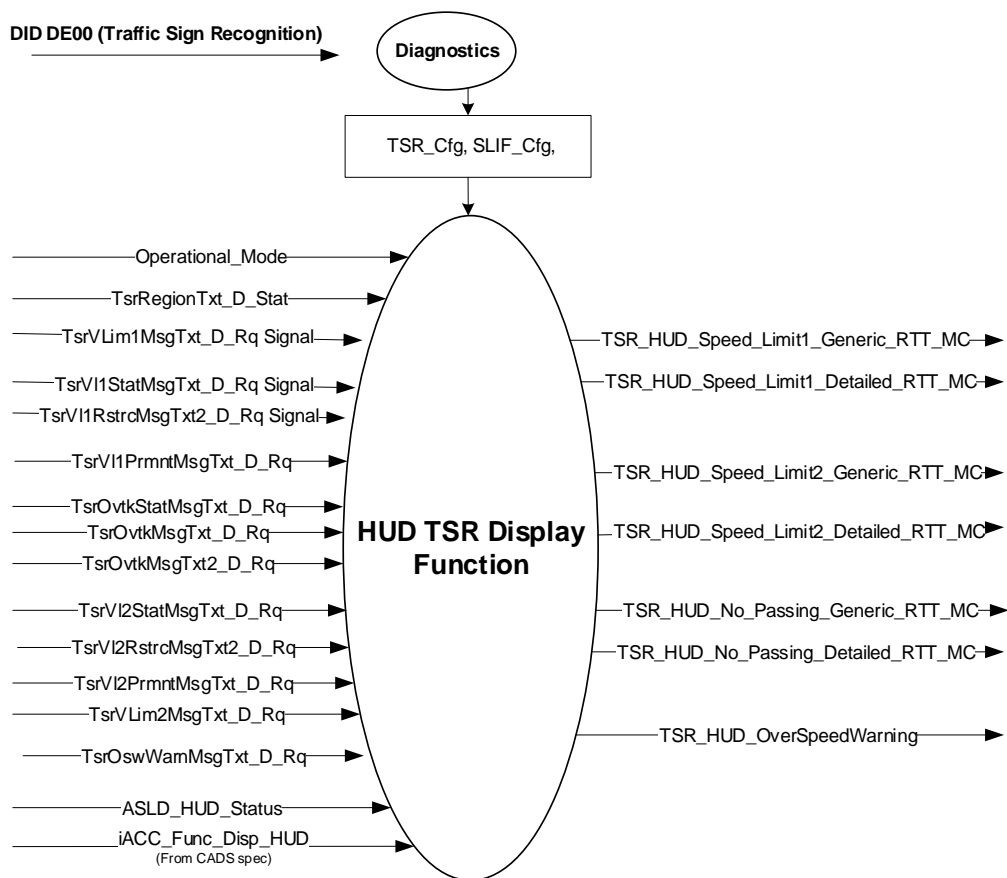 DID DE00 (Traffic Sign Recognition)
Diagnostics
TSR_Cfg, SLIF_Cfg,
Operational_Mode
TsrRegionTxt_D_Stat
TsrVLim1MsgTxt_D_Rq Signal
TsrVl1StatMsgTxt_D_Rq Signal
TsrVl1RstrcMsgTxt2_D_Rq Signal
TsrVl1PrmntMsgTxt_D_Rq
TsrOvtkStatMsgTxt_D_Rq
TsrOvtkMsgTxt_D_Rq
TsrOvtkMsgTxt2_D_Rq
TsrVl2StatMsgTxt_D_Rq
TsrVl2RstrcMsgTxt2_D_Rq
TsrVl2PrmntMsgTxt_D_Rq
TsrVLim2MsgTxt_D_Rq
TsrOswWarnMsgTxt_D_Rq
ASLD_HUD_Status
iACC_Func_Disp_HUD
(From CADS spec)
HUD TSR Display
Function
TSR_HUD_Speed_Limit1_Generic_RTT_MC
TSR_HUD_Speed_Limit1_Detailed_RTT_MC
TSR_HUD_Speed_Limit2_Generic_RTT_MC
TSR_HUD_Speed_Limit2_Detailed_RTT_MC
TSR_HUD_No_Passing_Generic_RTT_MC
TSR_HUD_No_Passing_Detailed_RTT_MC
TSR_HUD_OverSpeedWarning